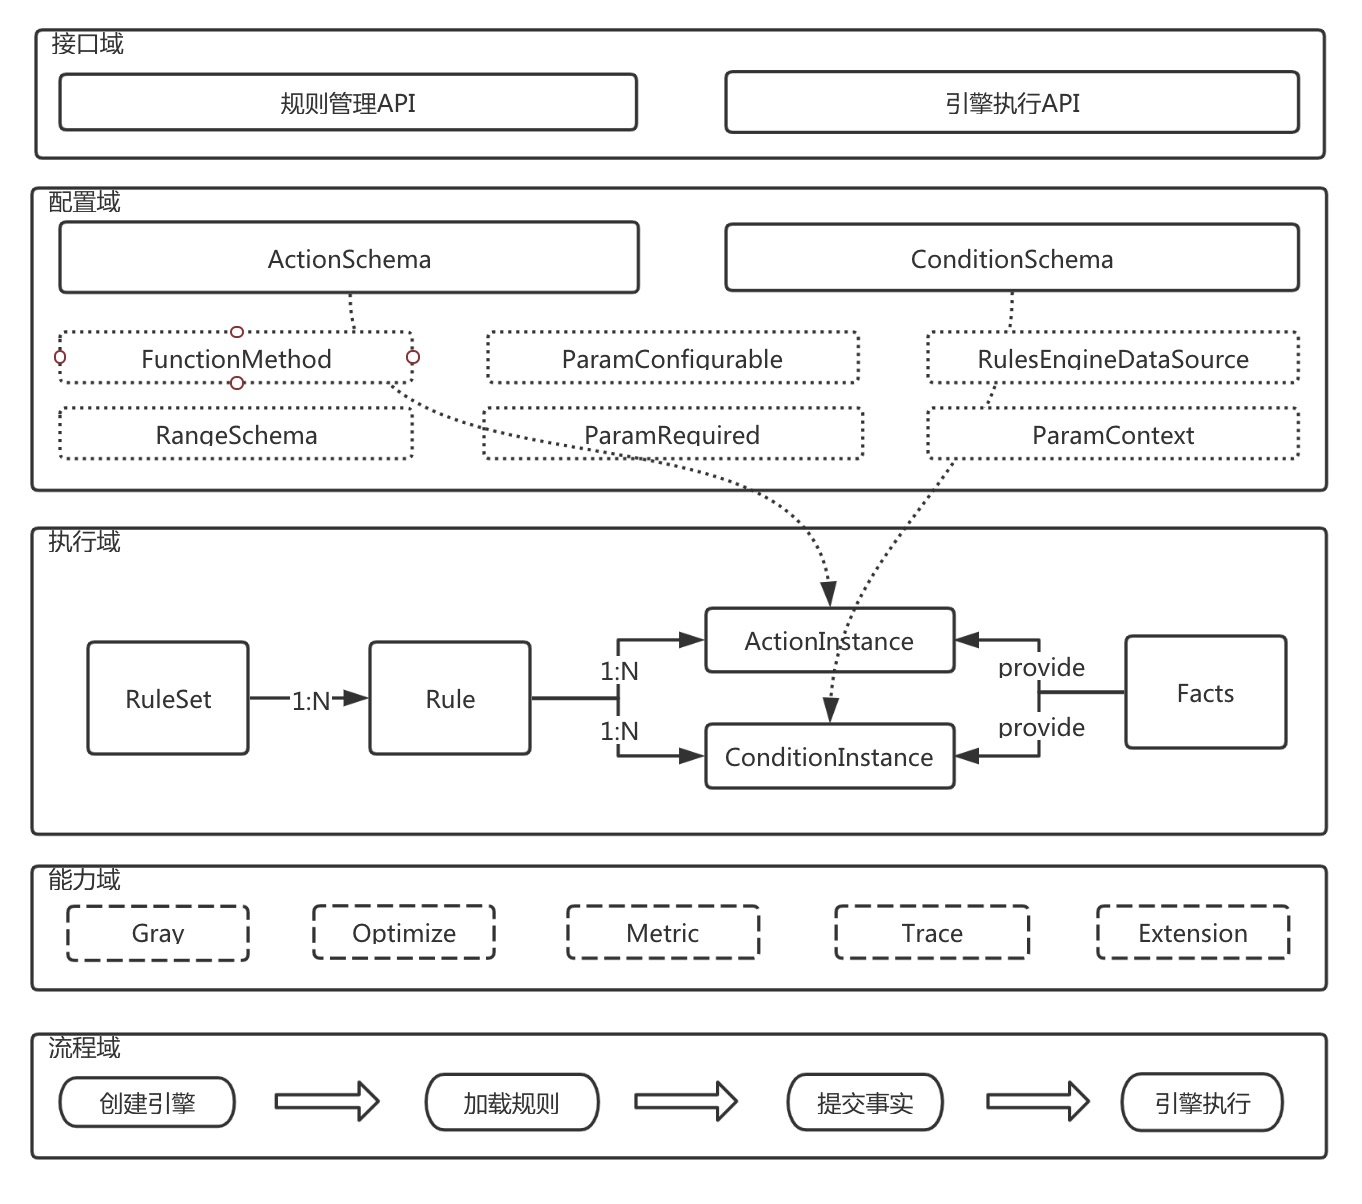 接口域
规则管理API
引擎执行API
配置域
ActionSchema
ConditionSchema
FunctionMethod
ParamConfigurable
RulesEngineDataSource
RangeSchema
ParamRequired
ParamContext
执行域
RuleSet
1:N
Rule
1:N
1:N
ActionInstance
ConditionInstance
provide
provide
Facts
能力域
Gray
Optimize
Metric
Trace
Extension
流程域
创建引擎
加载规则
提交事实
引擎执行